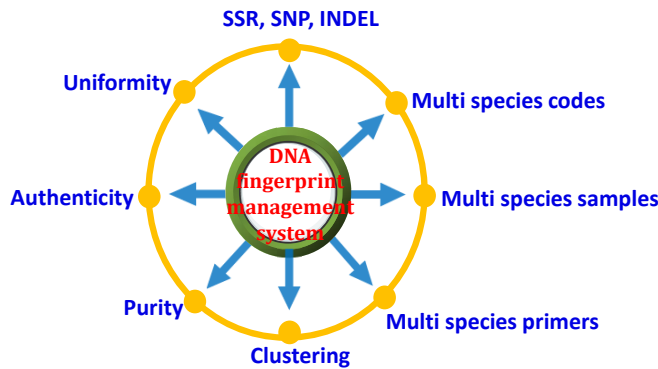 SSR, SNP, INDEL
Uniformity
Multi species codes
DNA
fingerprint
management
system
Authenticity
Multi species samples
Purity
Multi species primers
Clustering